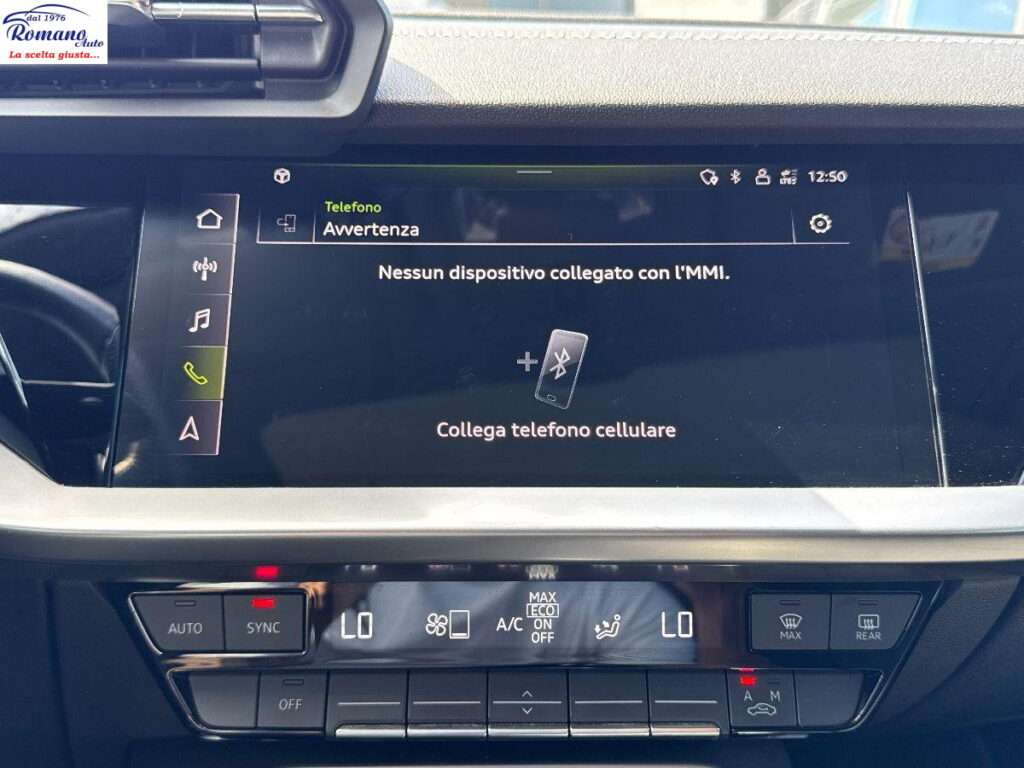 dal 1976
Romano Auto
La scelta giusta...
LTE
12:50
Telefono
Avvertenza
Nessun dispositivo collegato con l'MMI.
Collega telefono cellulare
AUTO
SYNC
LO
A/C
MAX
ECO
ON
OFF
LO
MAX
REAR
OFF
A M